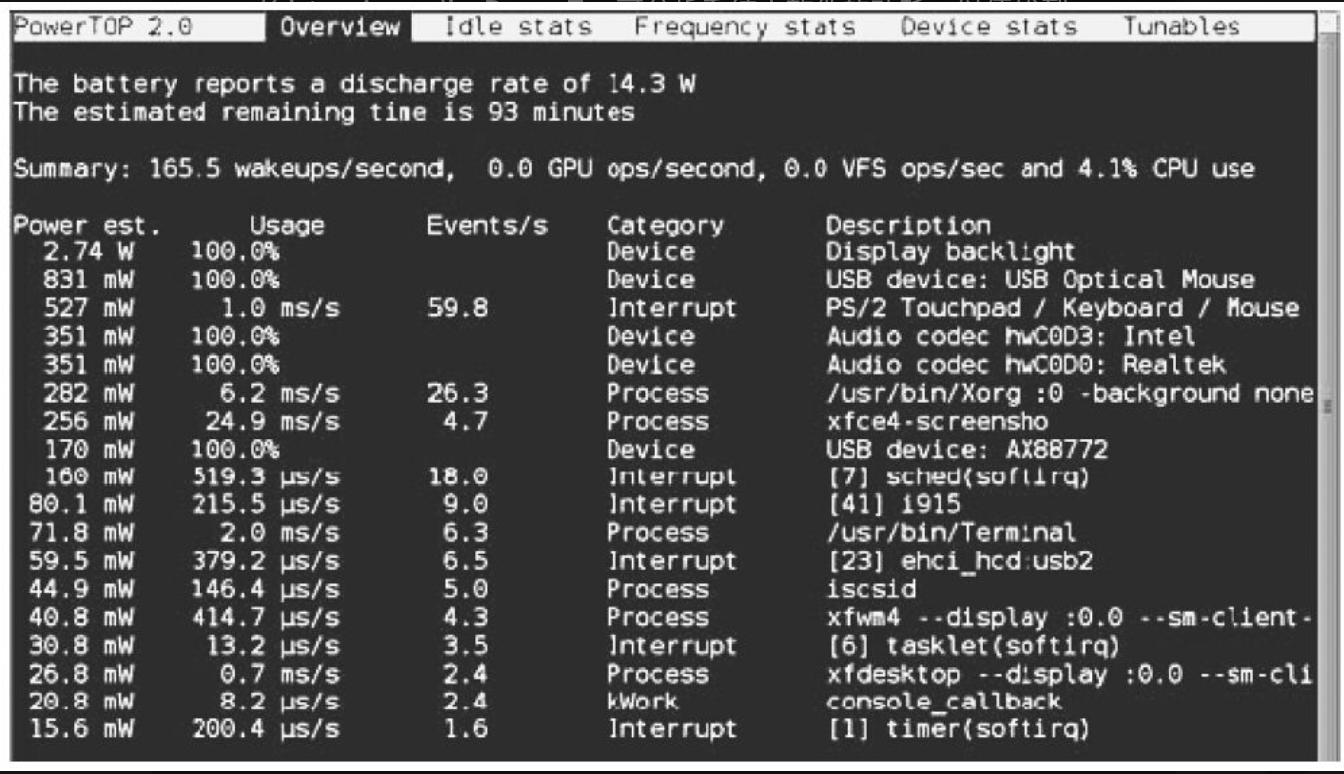 PowerTOP 2.0 Overview Idle stats Frequency stats Device stats Tunables
The battery reports a discharge rate of 14.3 W
The estimated remaining time is 93 minutes
Summary: 165.5 wakeups/second, 0.0 GPU ops/second, 0.0 VFS ops/sec and 4.1% CPU use
Power est. Usage Events/s Category Description
2.74 W 100.0% Device Display backlight
831 mW 100.0% Device USB device: USB Optical Mouse
527 mW 1.0 ms/s 59.8 Interrupt PS/2 Touchpad / Keyboard / Mouse
351 mW 100.0% Device Audio codec hwC0D3: Intel
351 mW 100.0% Device Audio codec hwC0D0: Realtek
282 mW 6.2 ms/s 26.3 Process /usr/bin/Xorg :0 -background none
256 mW 24.9 ms/s 4.7 Process xfce4-screensho
170 mW 100.0% Device USB device: AX88772
160 mW 519.3 µs/s 18.0 Interrupt [7] sched(softirq)
80.1 mW 215.5 µs/s 9.0 Interrupt [41] i915
71.8 mW 2.0 ms/s 6.3 Process /usr/bin/Terminal
59.5 mW 379.2 µs/s 6.5 Interrupt [23] ehci_hcd:usb2
44.9 mW 146.4 µs/s 5.0 Process iscsid
40.8 mW 414.7 µs/s 4.3 Process xfwm4 --display :0.0 --sm-client-
30.8 mW 13.2 µs/s 3.5 Interrupt [6] tasklet(softirq)
26.8 mW 0.7 ms/s 2.4 Process xfdesktop --display :0.0 --sm-cli
20.8 mW 8.2 µs/s 2.4 kWork console_callback
15.6 mW 200.4 µs/s 1.6 Interrupt [1] timer(softirq)